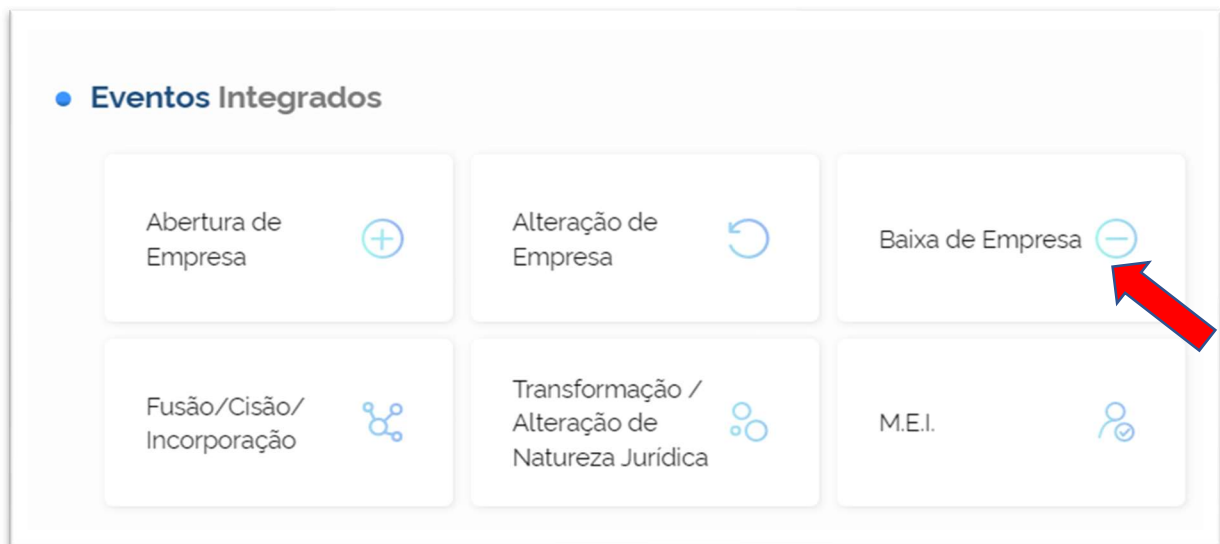 Eventos Integrados
Abertura de
Empresa
Alteração de
Empresa
Baixa de Empresa
Fusão/Cisão/
Incorporação
Transformação /
Alteração de
Natureza Jurídica
M.E.I.